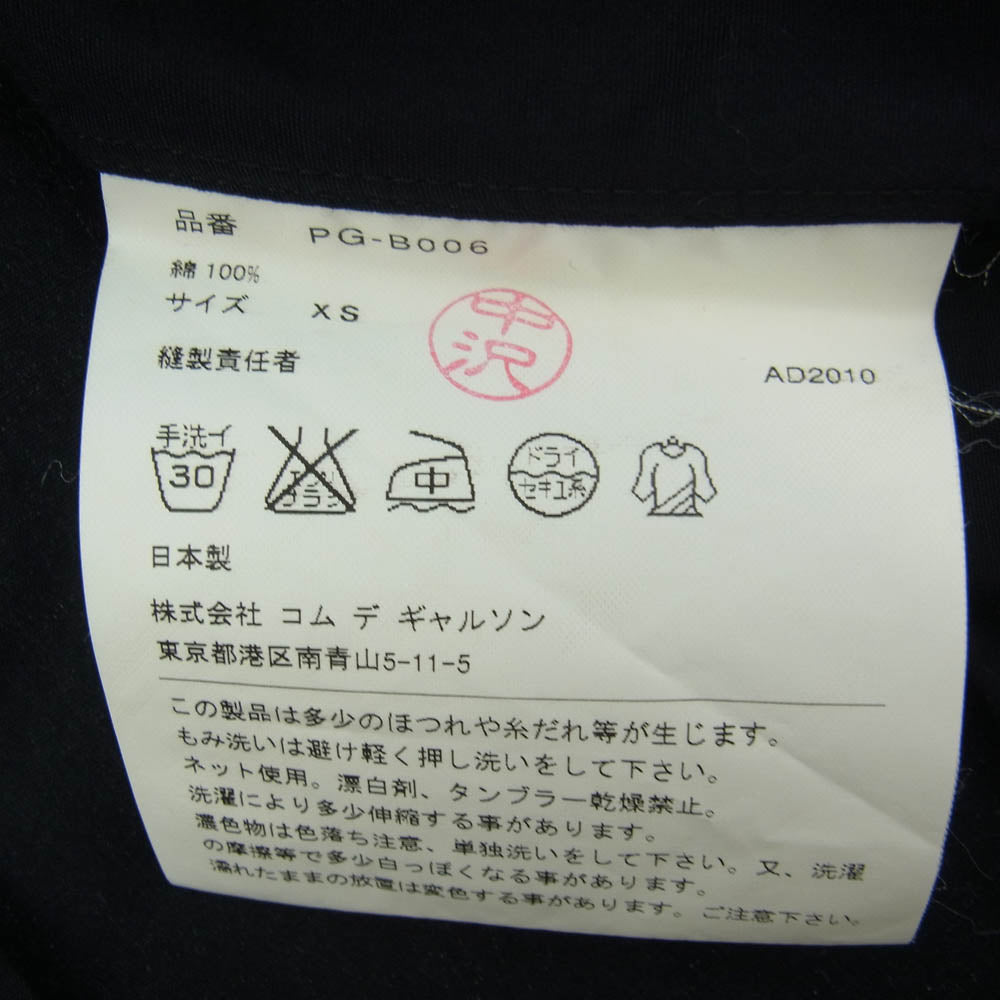 品番 PG-B006
綿 100%
サイズ XS
中沢
縫製責任者
AD2010
手洗イ
30
エンソ
サラシ
中
ドライ
セキユ系
日本製
株式会社 コム デ ギャルソン
東京都港区南青山5-11-5
この製品は多少のほつれや糸だれ等が生じます。
もみ洗いは避け軽く押し洗いをして下さい。
ネット使用。漂白剤、タンブラー乾燥禁止。
洗濯により多少伸縮する事があります。
濃色物は色落ち注意、単独洗いをして下さい。又、洗濯
の摩擦等で多少白っぽくなる事があります。
濡れたままの放置は変色する事があります。ご注意下さい。